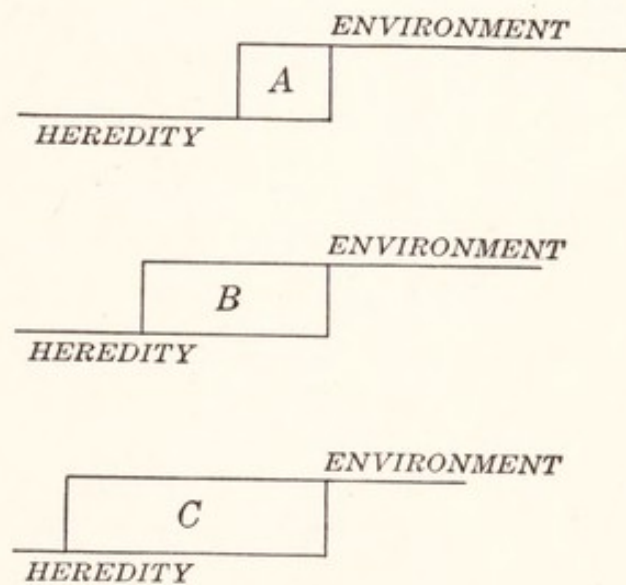 ENVIRONMENT
A
HEREDITY
ENVIRONMENT
B
HEREDITY
ENVIRONMENT
C
HEREDITY